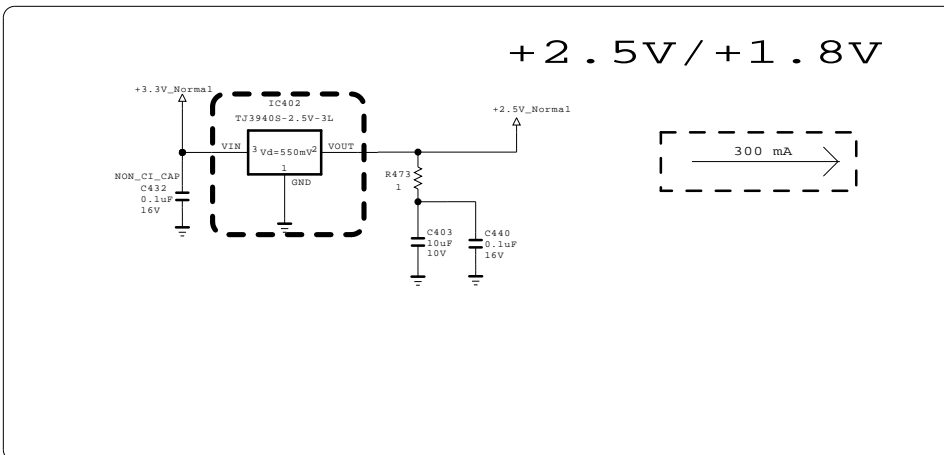 +2.5V/+1.8V
+3.3V_Normal
IC402
TJ3940S-2.5V-3L
+2.5V_Normal
VIN
3
Vd=550mV
2
VOUT
1
GND
300 mA
NON_CI_CAP
C432
0.1uF
16V
R473
1
C403
10uF
10V
C440
0.1uF
16V